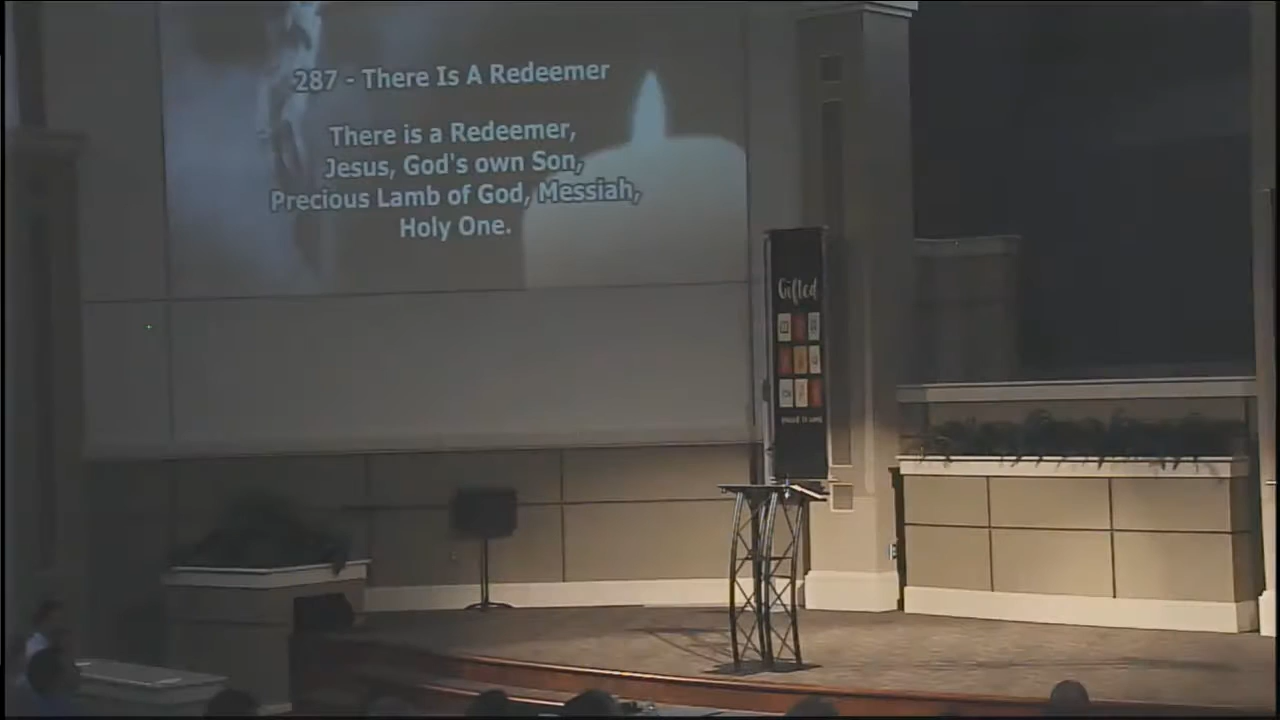 287 - There Is A Redeemer
There is a Redeemer,
Jesus, God's own Son,
Precious Lamb of God, Messiah,
Holy One.
Gifted